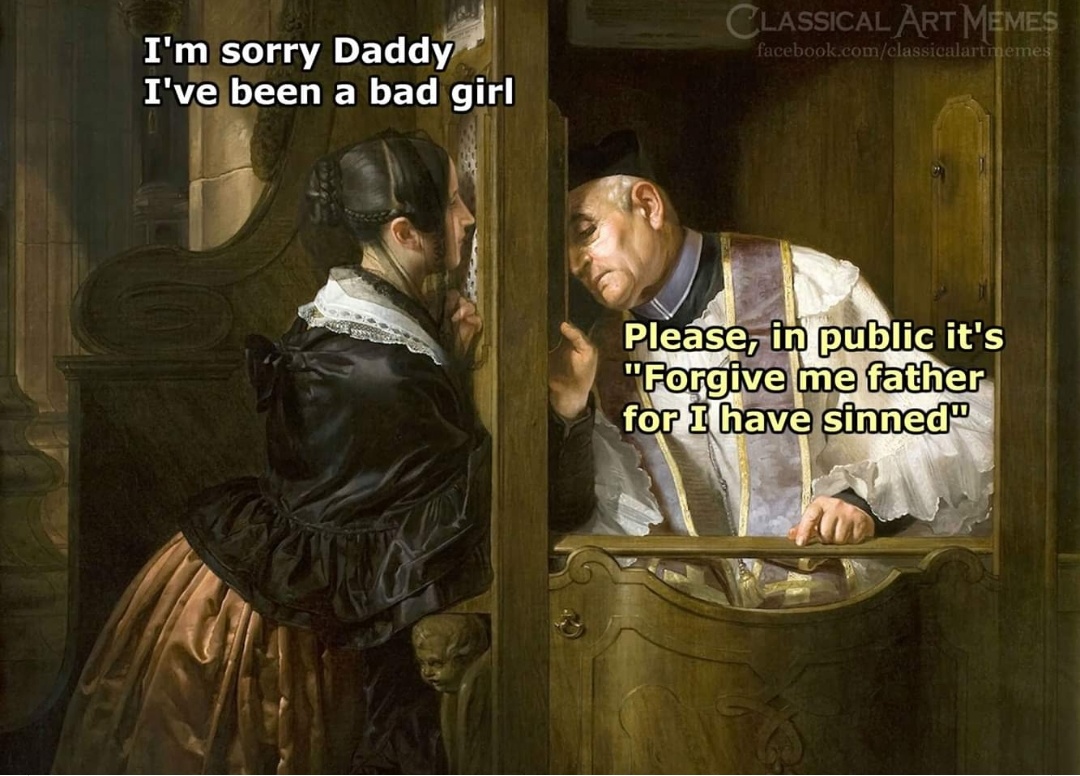 CLASSICAL ART MEMES
facebook.com/classicalartmemes
I'm sorry Daddy
I've been a bad girl
Please, in public it's
"Forgive me father
for I have sinned"